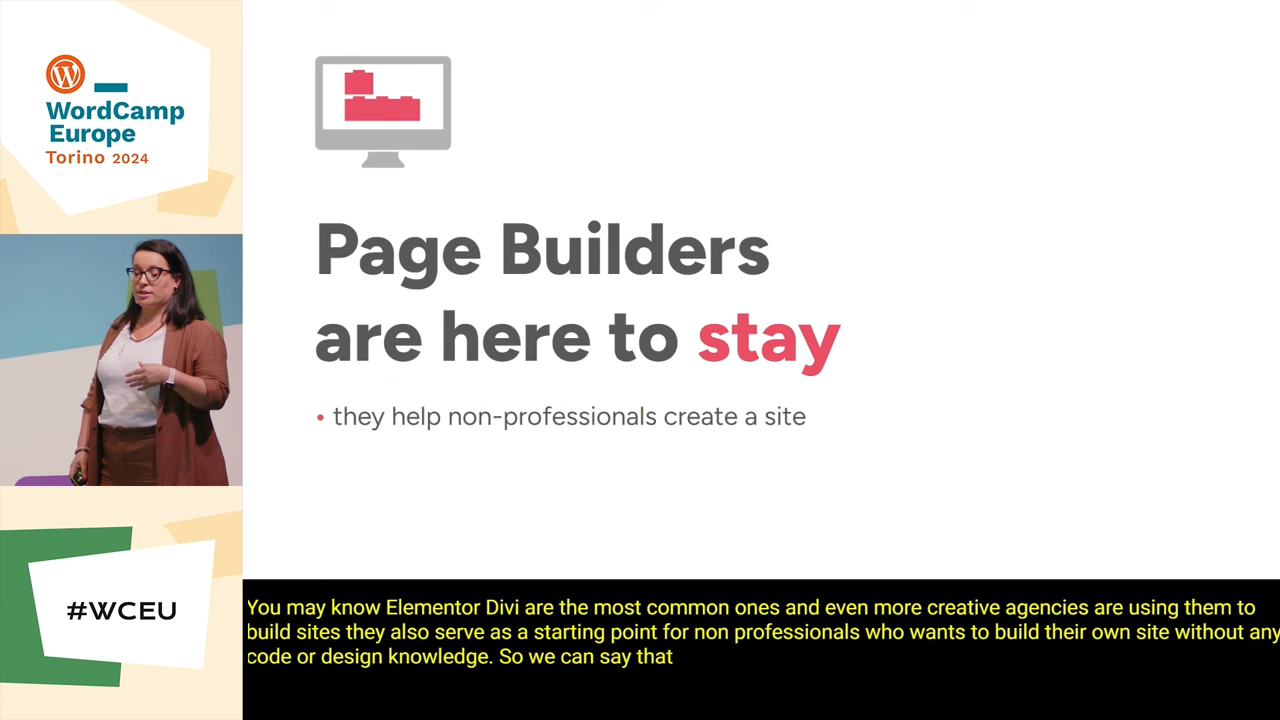 WordCamp
Europe
Torino 2024
Page Builders
are here to stay
• they help non-professionals create a site
#WCEU
You may know Elementor Divi are the most common ones and even more creative agencies are using them to
build sites they also serve as a starting point for non professionals who wants to build their own site without any
code or design knowledge. So we can say that